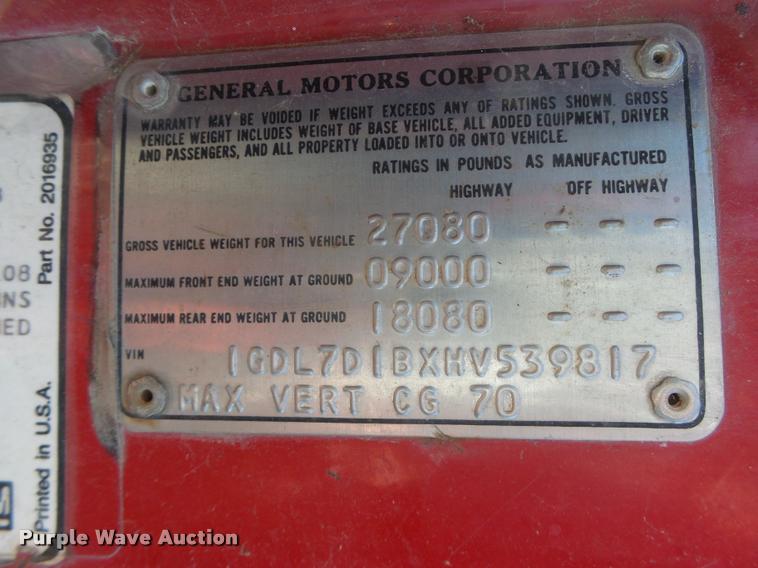 GENERAL MOTORS CORPORATION
WARRANTY MAY BE VOIDED IF WEIGHT EXCEEDS ANY OF RATINGS SHOWN. GROSS
VEHICLE WEIGHT INCLUDES WEIGHT OF BASE VEHICLE, ALL ADDED EQUIPMENT, DRIVER
AND PASSENGERS, AND ALL PROPERTY LOADED INTO OR ONTO VEHICLE.
RATINGS IN POUNDS AS MANUFACTURED
HIGHWAY OFF HIGHWAY
GROSS VEHICLE WEIGHT FOR THIS VEHICLE 27080 - - -
MAXIMUM FRONT END WEIGHT AT GROUND 09000 - - -
MAXIMUM REAR END WEIGHT AT GROUND 18080 - - -
VIN 1GDL7D1BXHV539817
MAX VERT CG 70
Part No. 2016935
Printed in U.S.A.
08
NS
ED
Purple Wave Auction